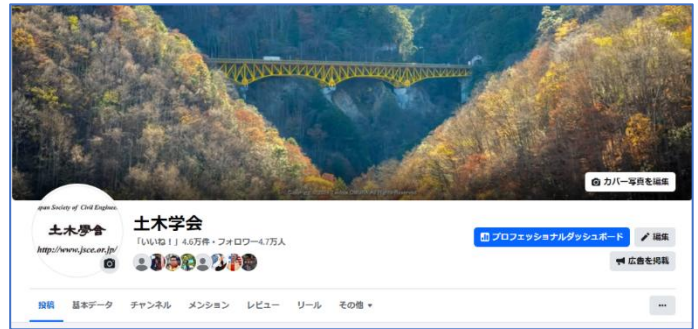 カバー写真を編集
apan Society of Civil Enginee.
土木學會
http://www.jsce.or.jp/
土木学会
「いいね！」4.6万件・フォロワー4.7万人
プロフェッショナルダッシュボード
編集
広告を掲載
投稿 基本データ チャンネル メンション レビュー リール その他